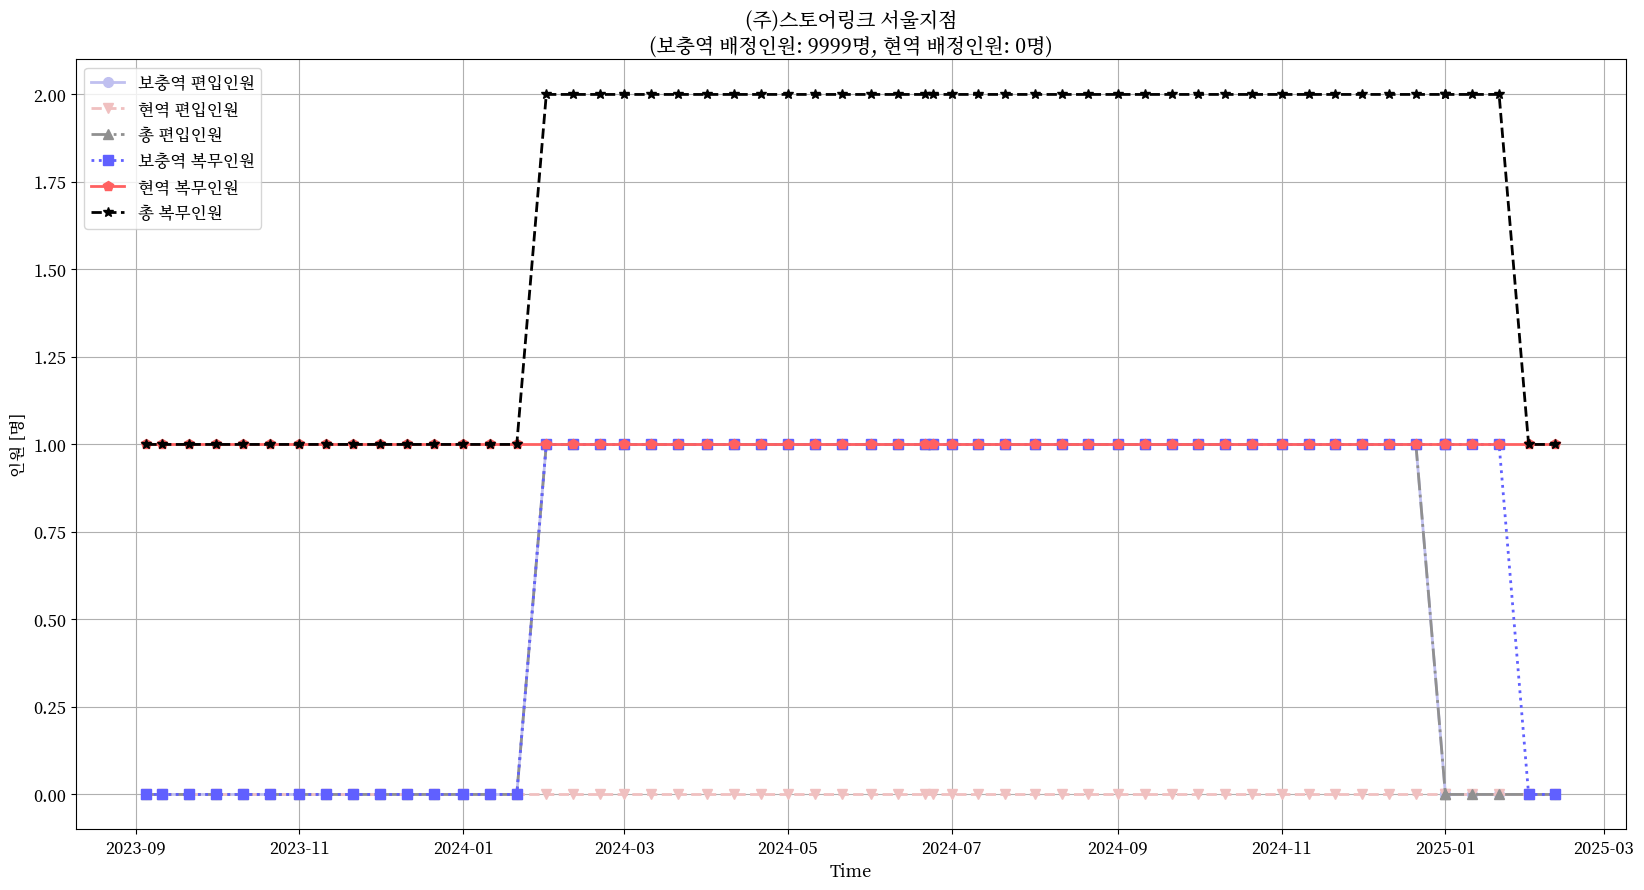 (주)스토어링크 서울지점
(보충역 배정인원: 9999명, 현역 배정인원: 0명)
보충역 편입인원
현역 편입인원
총 편입인원
보충역 복무인원
현역 복무인원
총 복무인원
2.00
1.75
1.50
1.25
1.00
0.75
0.50
0.25
0.00
인원 [명]
2023-09
2023-11
2024-01
2024-03
2024-05
2024-07
2024-09
2024-11
2025-01
2025-03
Time